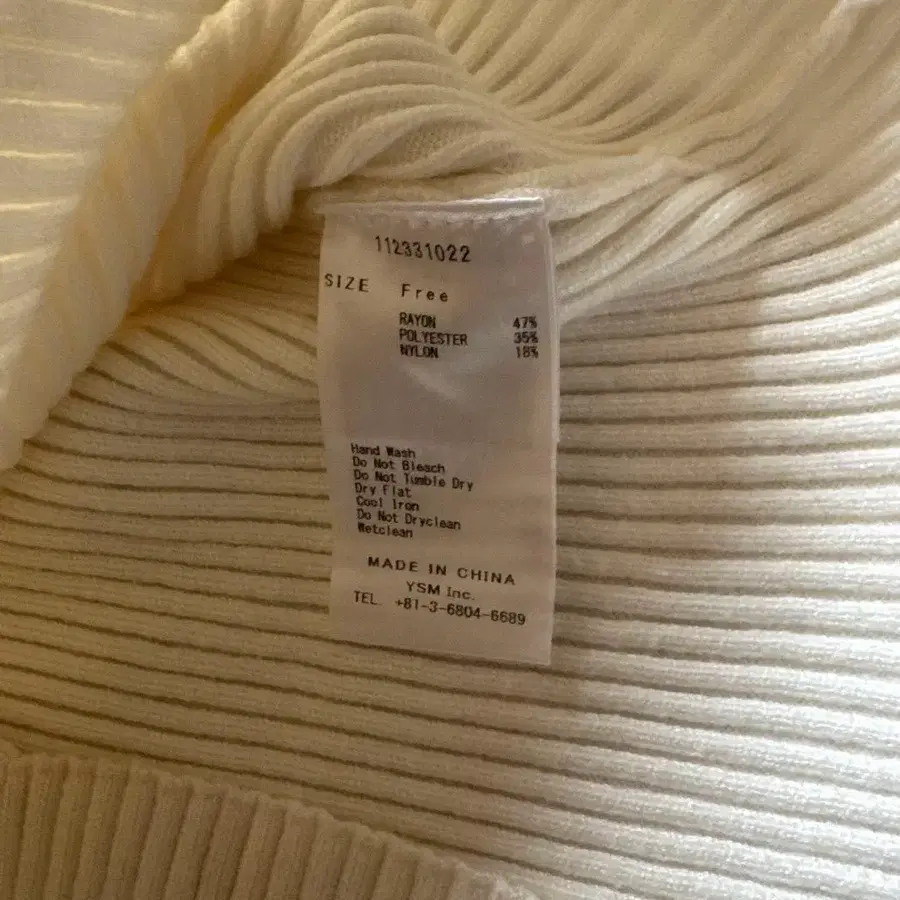 112331022
SIZE Free
RAYON 47%
POLYESTER 35%
NYLON 18%
Hand Wash
Do Not Bleach
Do Not Tumble Dry
Dry Flat
Cool Iron
Do Not Dryclean
Wetclean
MADE IN CHINA
YSM Inc.
TEL. +81-3-6804-6689